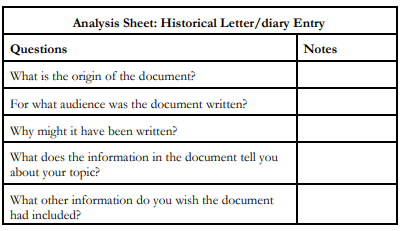 Analysis Sheet: Historical Letter/diary Entry
Questions
Notes
What is the origin of the document?
For what audience was the document written?
Why might it have been written?
What does the information in the document tell you
about your topic?
What other information do you wish the document
had included?